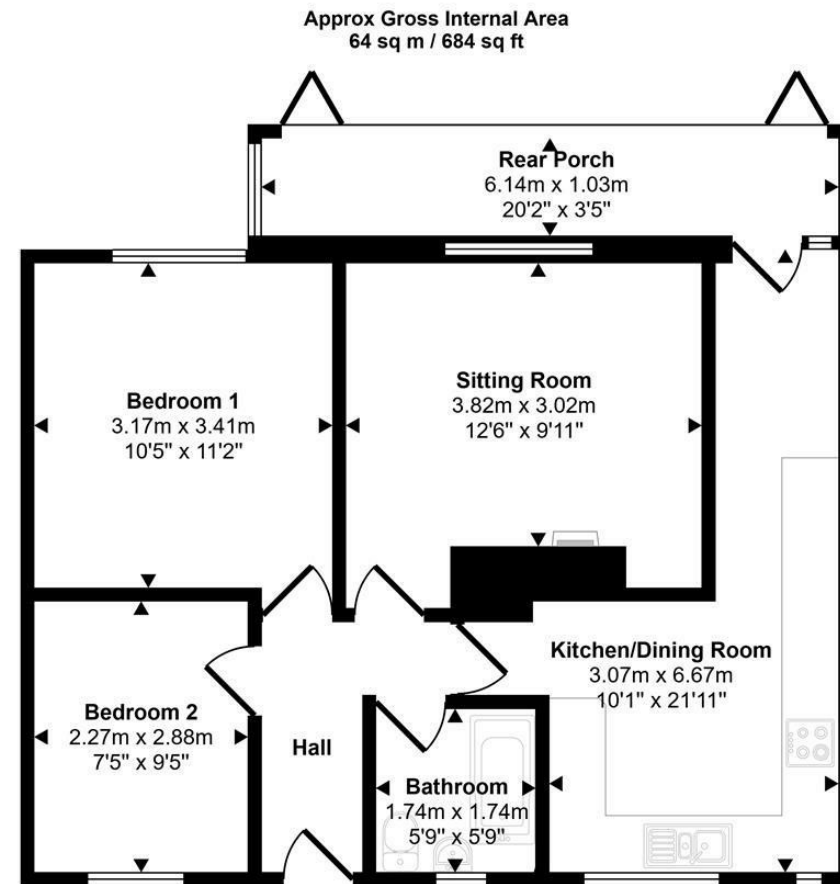 Approx Gross Internal Area
64 sq m / 684 sq ft
Rear Porch
6.14m x 1.03m
20'2" x 3'5"
Bedroom 1
3.17m x 3.41m
10'5" x 11'2"
Sitting Room
3.82m x 3.02m
12'6" x 9'11"
Kitchen/Dining Room
3.07m x 6.67m
10'1" x 21'11"
Bedroom 2
2.27m x 2.88m
7'5" x 9'5"
Hall
Bathroom
1.74m x 1.74m
5'9" x 5'9"